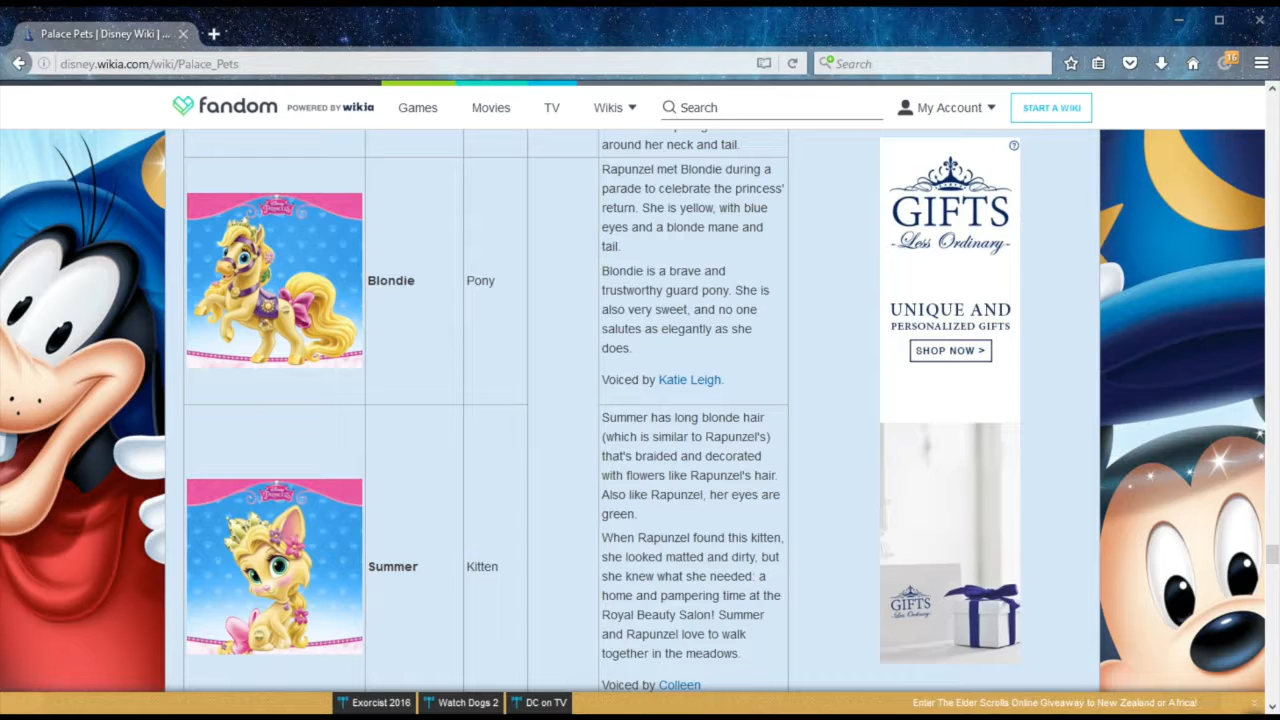 Palace Pets | Disney Wiki | ...
disney.wikia.com/wiki/Palace_Pets
Search
16
fandom POWERED BY wikia
Games Movies TV Wikis
Search
My Account
START A WIKI
around her neck and tail.
Blondie
Pony
Rapunzel met Blondie during a
parade to celebrate the princess'
return. She is yellow, with blue
eyes and a blonde mane and
tail.
Blondie is a brave and
trustworthy guard pony. She is
also very sweet, and no one
salutes as elegantly as she
does.
Voiced by Katie Leigh.
Summer
Kitten
Summer has long blonde hair
(which is similar to Rapunzel's)
that's braided and decorated
with flowers like Rapunzel's hair.
Also like Rapunzel, her eyes are
green.
When Rapunzel found this kitten,
she looked matted and dirty, but
she knew what she needed: a
home and pampering time at the
Royal Beauty Salon! Summer
and Rapunzel love to walk
together in the meadows.
Voiced by Colleen
GIFTS
-Less Ordinary-
UNIQUE AND
PERSONALIZED GIFTS
SHOP NOW >
GIFTS
Less Ordinary
Exorcist 2016
Watch Dogs 2
DC on TV
Enter The Elder Scrolls Online Giveaway to New Zealand or Africa!